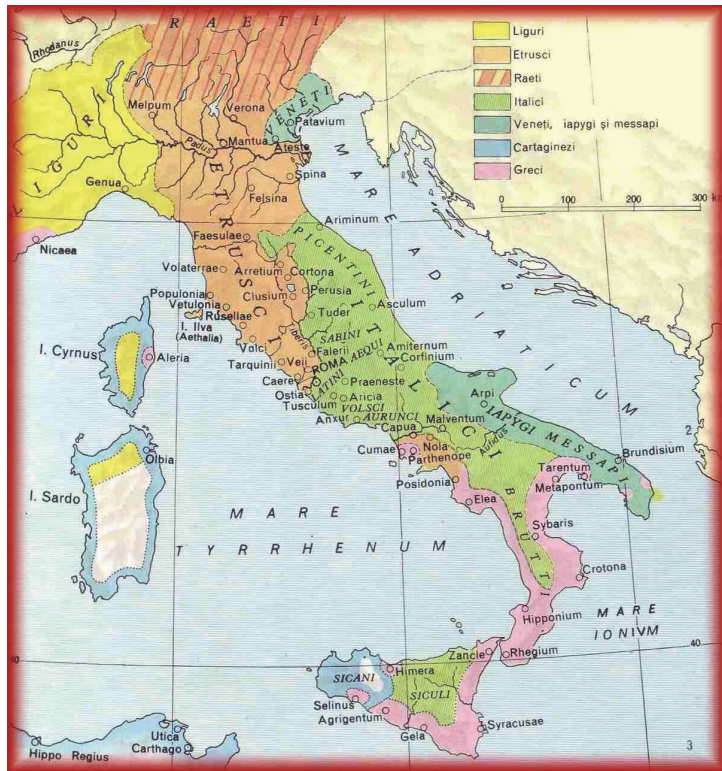 RAETI
Rhodanus
LIGURI
Melpum
Verona
VENETI
Patavium
Mantua
Ateste
Padus
Spina
Genua
Felsina
ETRUSCI
Nicaea
Faesulae
Ariminum
PICENTINI
Volaterrae
Arretium
Cortona
Populonia
Clusium
Perusia
Vetulonia
Asculum
Rusellae
Tuder
I. Ilva
(Aethalia)
Tiberis
SABINI
ITALICI
Volci
Falerii
Amiternum
Tarquinii
Veii
ROMA
AEQUI
Corfinium
Caere
LATINI
Praeneste
Ostia
Aricia
Tusculum
VOLSCI
Anxur
AURUNCI
Malventum
Arpi
IAPYGI MESSAPI
Capua
Aufidus
Cumae
Nola
Parthenope
Brundisium
Tarentum
Posidonia
Metapontum
Elea
BRUTTI
Sybaris
Crotona
Hipponium
I. Cyrnus
Aleria
I. Sardo
Olbia
MARE
TYRRHENUM
MARE ADRIATICUM
MARE
IONIVM
Zancle
Rhegium
SICANI
Himera
SICULI
Selinus
Agrigentum
Gela
Syracusae
Utica
Carthago
Hippo Regius
Liguri
Etrusci
Raeti
Italici
Veneți, iapygi și messapi
Cartaginezi
Greci
0 100 200 300 km
2
40
3